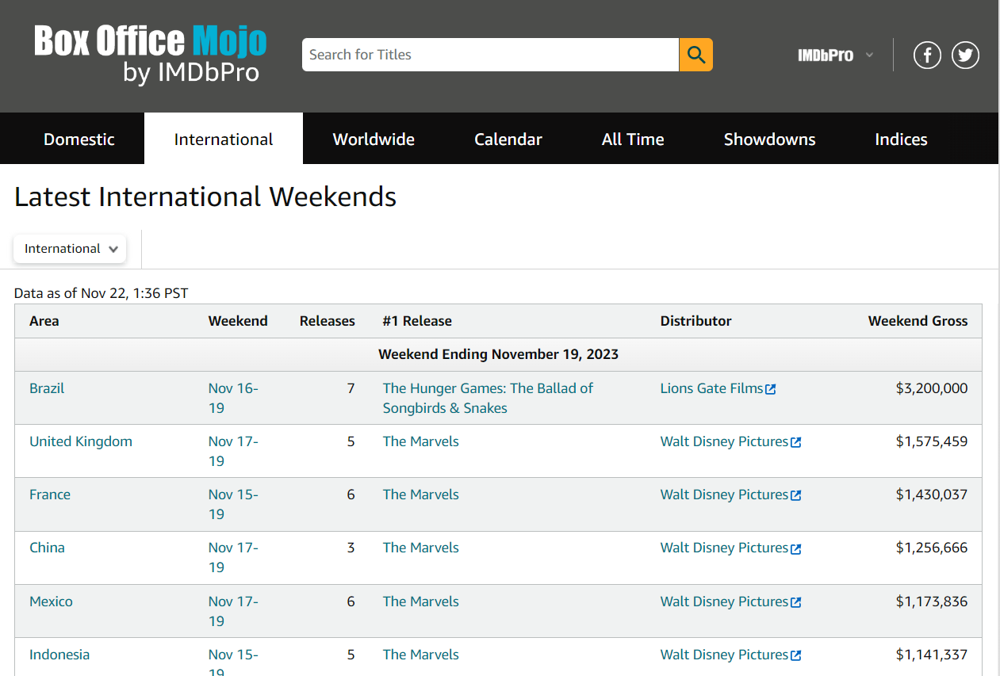 Box Office Mojo
by IMDbPro
Search for Titles
IMDbPro
Domestic International Worldwide Calendar All Time Showdowns Indices
Latest International Weekends
International
Data as of Nov 22, 1:36 PST
Area Weekend Releases #1 Release Distributor Weekend Gross
Weekend Ending November 19, 2023
Brazil Nov 16- 7 The Hunger Games: The Ballad of Lions Gate Films $3,200,000
19 Songbirds & Snakes
United Kingdom Nov 17- 5 The Marvels Walt Disney Pictures $1,575,459
19
France Nov 15- 6 The Marvels Walt Disney Pictures $1,430,037
19
China Nov 17- 3 The Marvels Walt Disney Pictures $1,256,666
19
Mexico Nov 17- 6 The Marvels Walt Disney Pictures $1,173,836
19
Indonesia Nov 15- 5 The Marvels Walt Disney Pictures $1,141,337
19